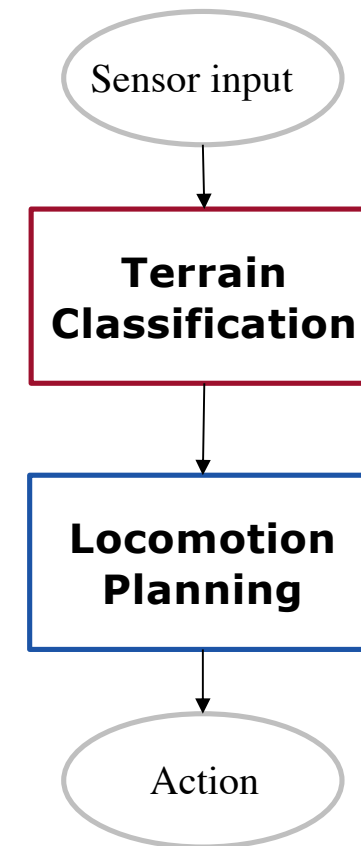 Sensor input
Terrain
Classification
Locomotion
Planning
Action